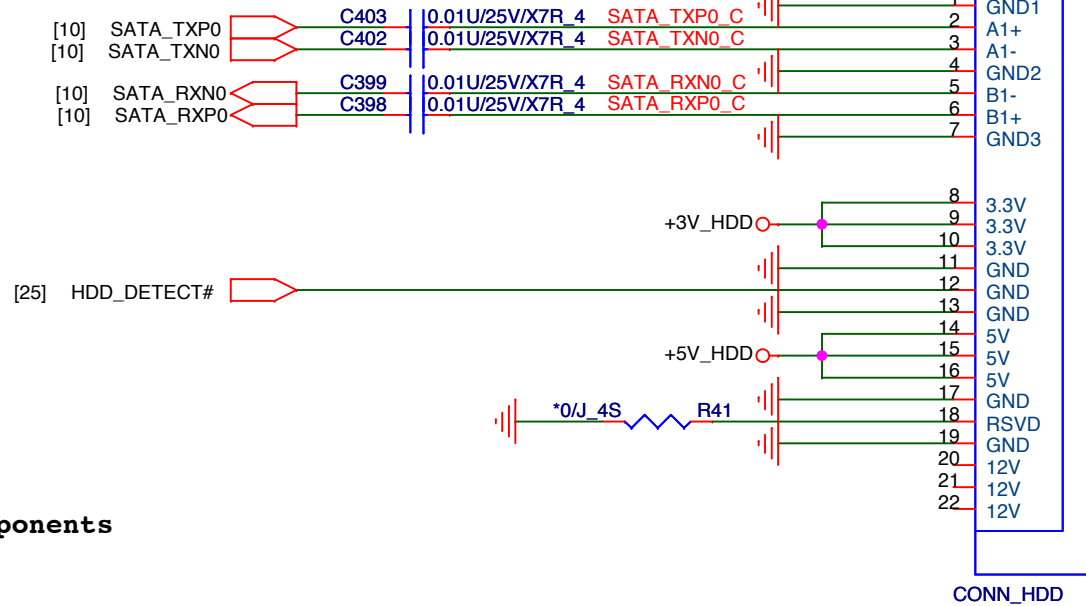 1 GND1
[10] SATA_TXP0 C403 0.01U/25V/X7R_4 SATA_TXP0_C 2 A1+
[10] SATA_TXN0 C402 0.01U/25V/X7R_4 SATA_TXN0_C 3 A1-
4 GND2
[10] SATA_RXN0 C399 0.01U/25V/X7R_4 SATA_RXN0_C 5 B1-
[10] SATA_RXP0 C398 0.01U/25V/X7R_4 SATA_RXP0_C 6 B1+
7 GND3
8 3.3V
+3V_HDD 9 3.3V
10 3.3V
11 GND
[25] HDD_DETECT# 12 GND
13 GND
14 5V
+5V_HDD 15 5V
16 5V
17 GND
*0/J_4S R41 18 RSVD
19 GND
20 12V
21 12V
22 12V
ponents
CONN_HDD